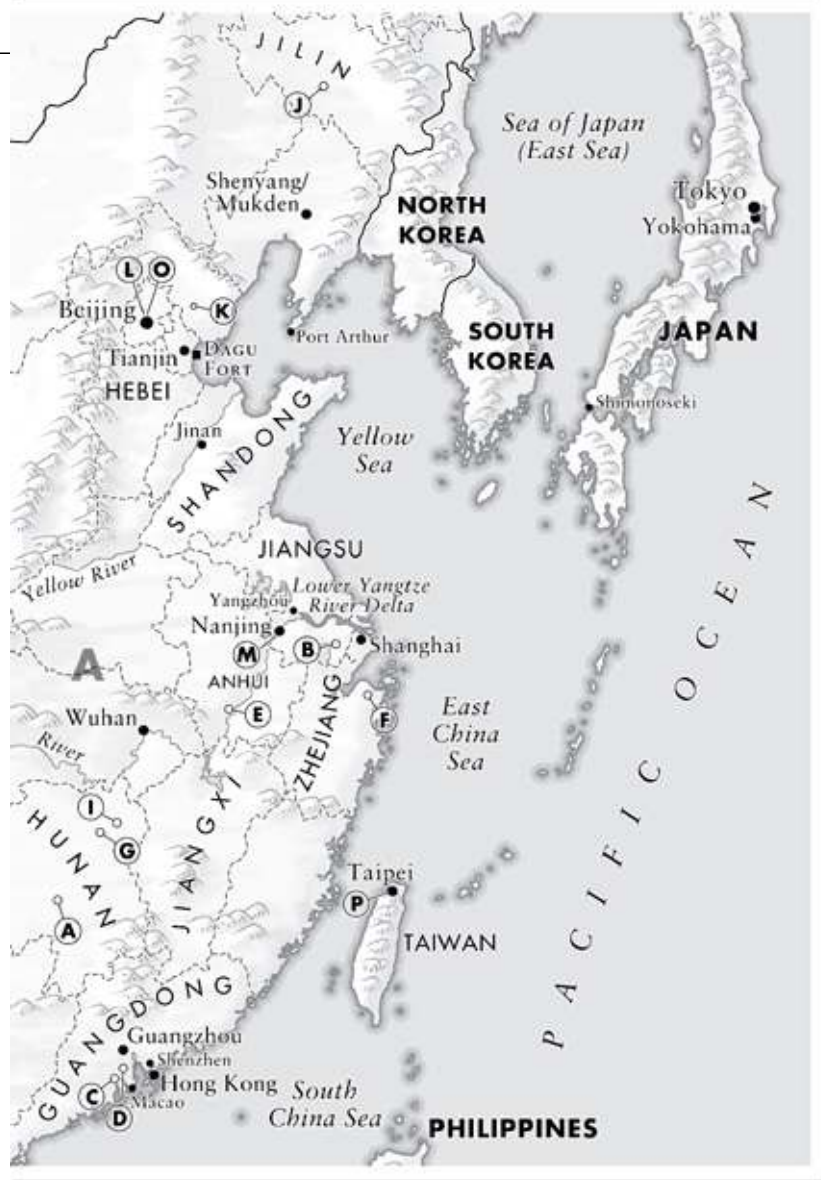 JILIN
J
Sea of Japan
(East Sea)
Shenyang/
Mukden
Tokyo
Yokohama
NORTH
KOREA
L
O
K
Beijing
Port Arthur
SOUTH
KOREA
JAPAN
Tianjin
DAGU
FORT
HEBEI
Shimonoseki
Jinan
SHANDONG
Yellow
Sea
JIANGSU
Yellow River
Lower Yangtze
River Delta
Yangzhou
Nanjing
M
B
Shanghai
A
ANHUI
E
F
ZHEJIANG
East
China
Sea
Wuhan
River
PACIFIC OCEAN
I
G
HUNAN
JIANGXI
A
Taipei
P
TAIWAN
GUANGDONG
Guangzhou
Shenzhen
Hong Kong
C
Macao
D
South
China Sea
PHILIPPINES